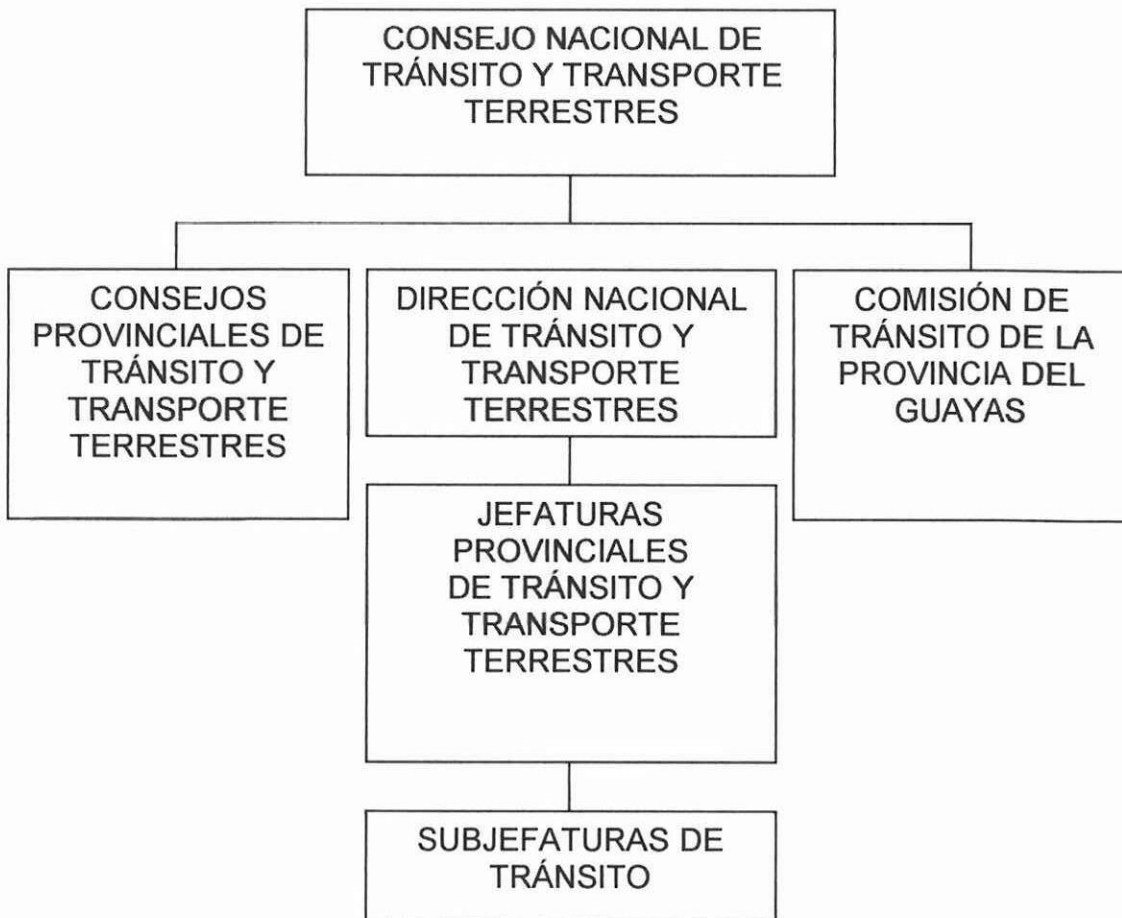 CONSEJO NACIONAL DE
TRÁNSITO Y TRANSPORTE
TERRESTRES
CONSEJOS
PROVINCIALES DE
TRÁNSITO Y
TRANSPORTE
TERRESTRES
DIRECCIÓN NACIONAL
DE TRÁNSITO Y
TRANSPORTE
TERRESTRES
COMISIÓN DE
TRÁNSITO DE LA
PROVINCIA DEL
GUAYAS
JEFATURAS
PROVINCIALES
DE TRÁNSITO Y
TRANSPORTE
TERRESTRES
SUBJEFATURAS DE
TRÁNSITO